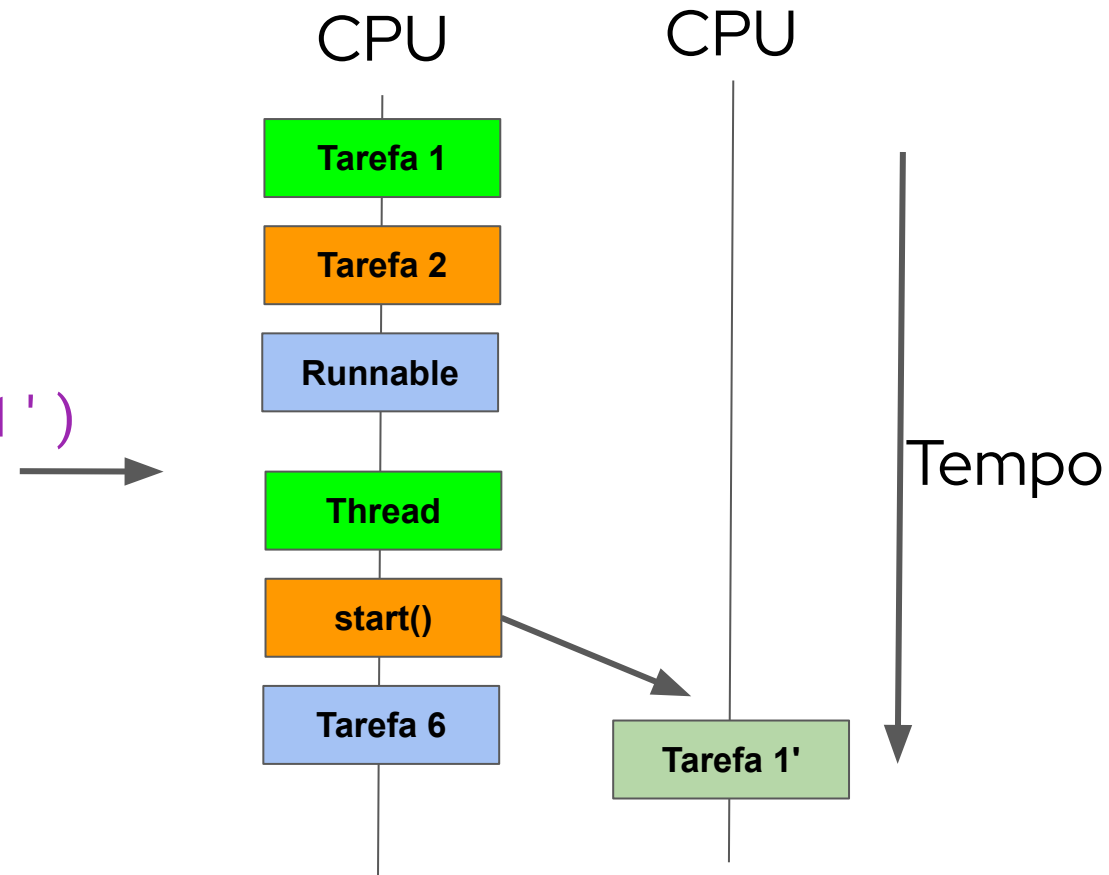 CPU
CPU
Tarefa 1
Tarefa 2
Runnable
')
Thread
Tempo
start()
Tarefa 6
Tarefa 1'